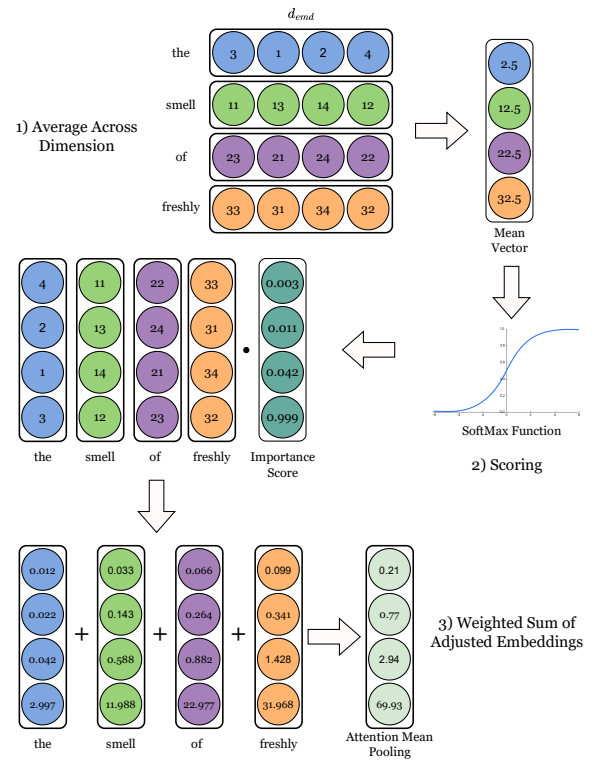 d_emd
the 3 1 2 4
smell 11 13 14 12
of 23 21 24 22
freshly 33 31 34 32
1) Average Across
Dimension
2.5
12.5
22.5
32.5
Mean
Vector
4 11 22 33 0.003
2 13 24 31 0.011
1 14 21 34 0.042
3 12 23 32 0.999
the smell of freshly Importance
Score
SoftMax Function
2) Scoring
0.012 0.033 0.066 0.099 0.21
0.022 0.143 0.264 0.341 0.77
0.042 0.588 0.882 1.428 2.94
2.997 11.988 22.977 31.968 69.93
+ + +
the smell of freshly Attention Mean
Pooling
3) Weighted Sum of
Adjusted Embeddings